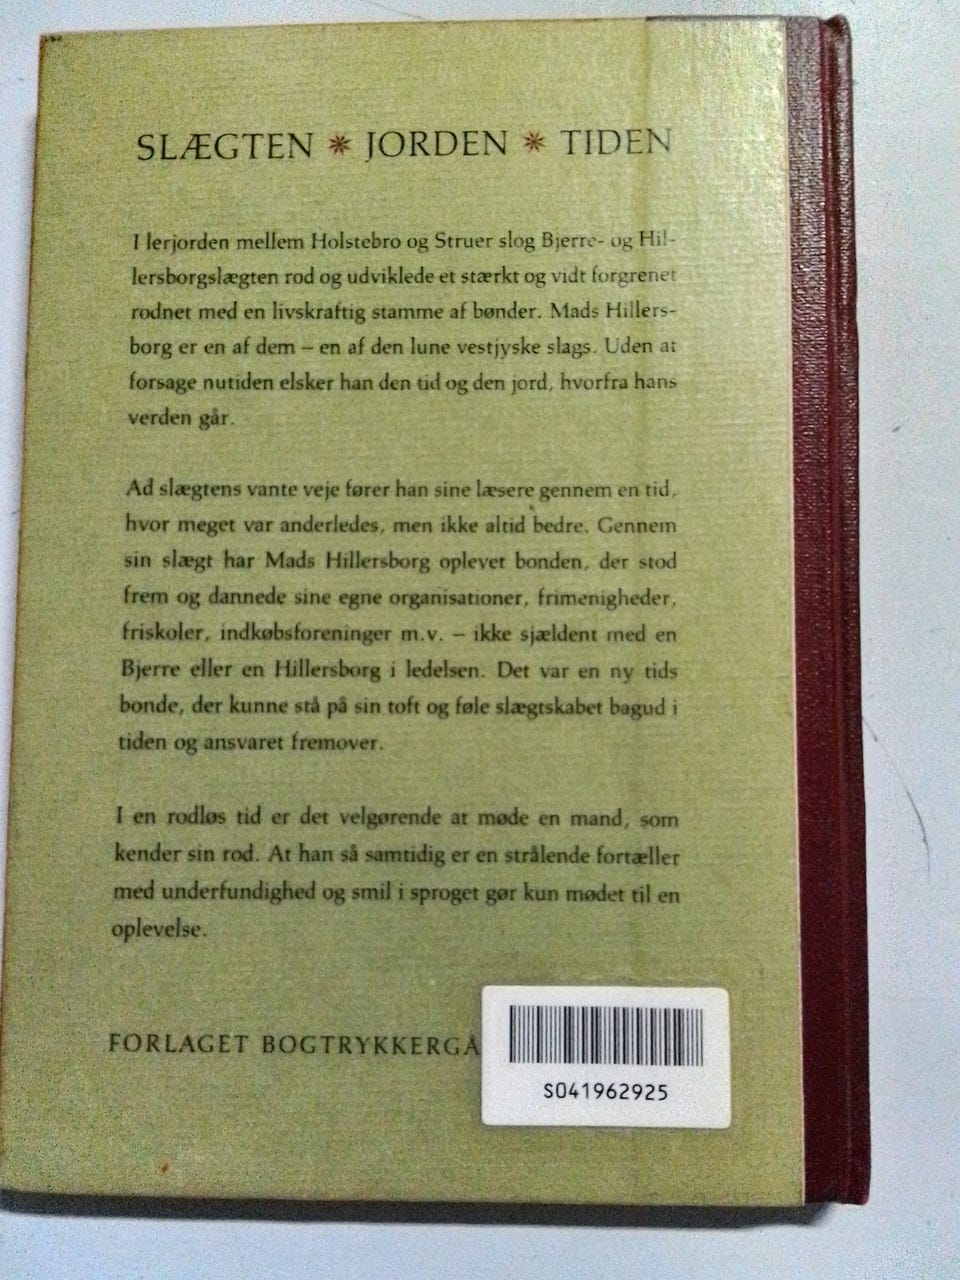 SLÆGTEN * JORDEN * TIDEN
I lerjorden mellem Holstebro og Struer slog Bjerre- og Hil-
lersborgslægten rod og udviklede et stærkt og vidt forgrenet
rodnet med en livskraftig stamme af bønder. Mads Hillers-
borg er en af dem – en af den lune vestjyske slags. Uden at
forsage nutiden elsker han den tid og den jord, hvorfra hans
verden går.
Ad slægtens vante veje fører han sine læsere gennem en tid,
hvor meget var anderledes, men ikke altid bedre. Gennem
sin slægt har Mads Hillersborg oplevet bonden, der stod
frem og dannede sine egne organisationer, frimenigheder,
friskoler, indkøbsforeninger m.v. – ikke sjældent med en
Bjerre eller en Hillersborg i ledelsen. Det var en ny tids
bonde, der kunne stå på sin toft og føle slægtskabet bagud i
tiden og ansvaret fremover.
I en rodløs tid er det velgørende at møde en mand, som
kender sin rod. At han så samtidig er en strålende fortæller
med underfundighed og smil i sproget gør kun mødet til en
oplevelse.
FORLAGET BOGTRYKKERGÅ
S041962925